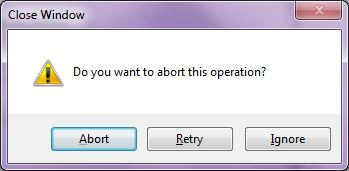 Close Window
Do you want to abort this operation?
Abort
Retry
Ignore